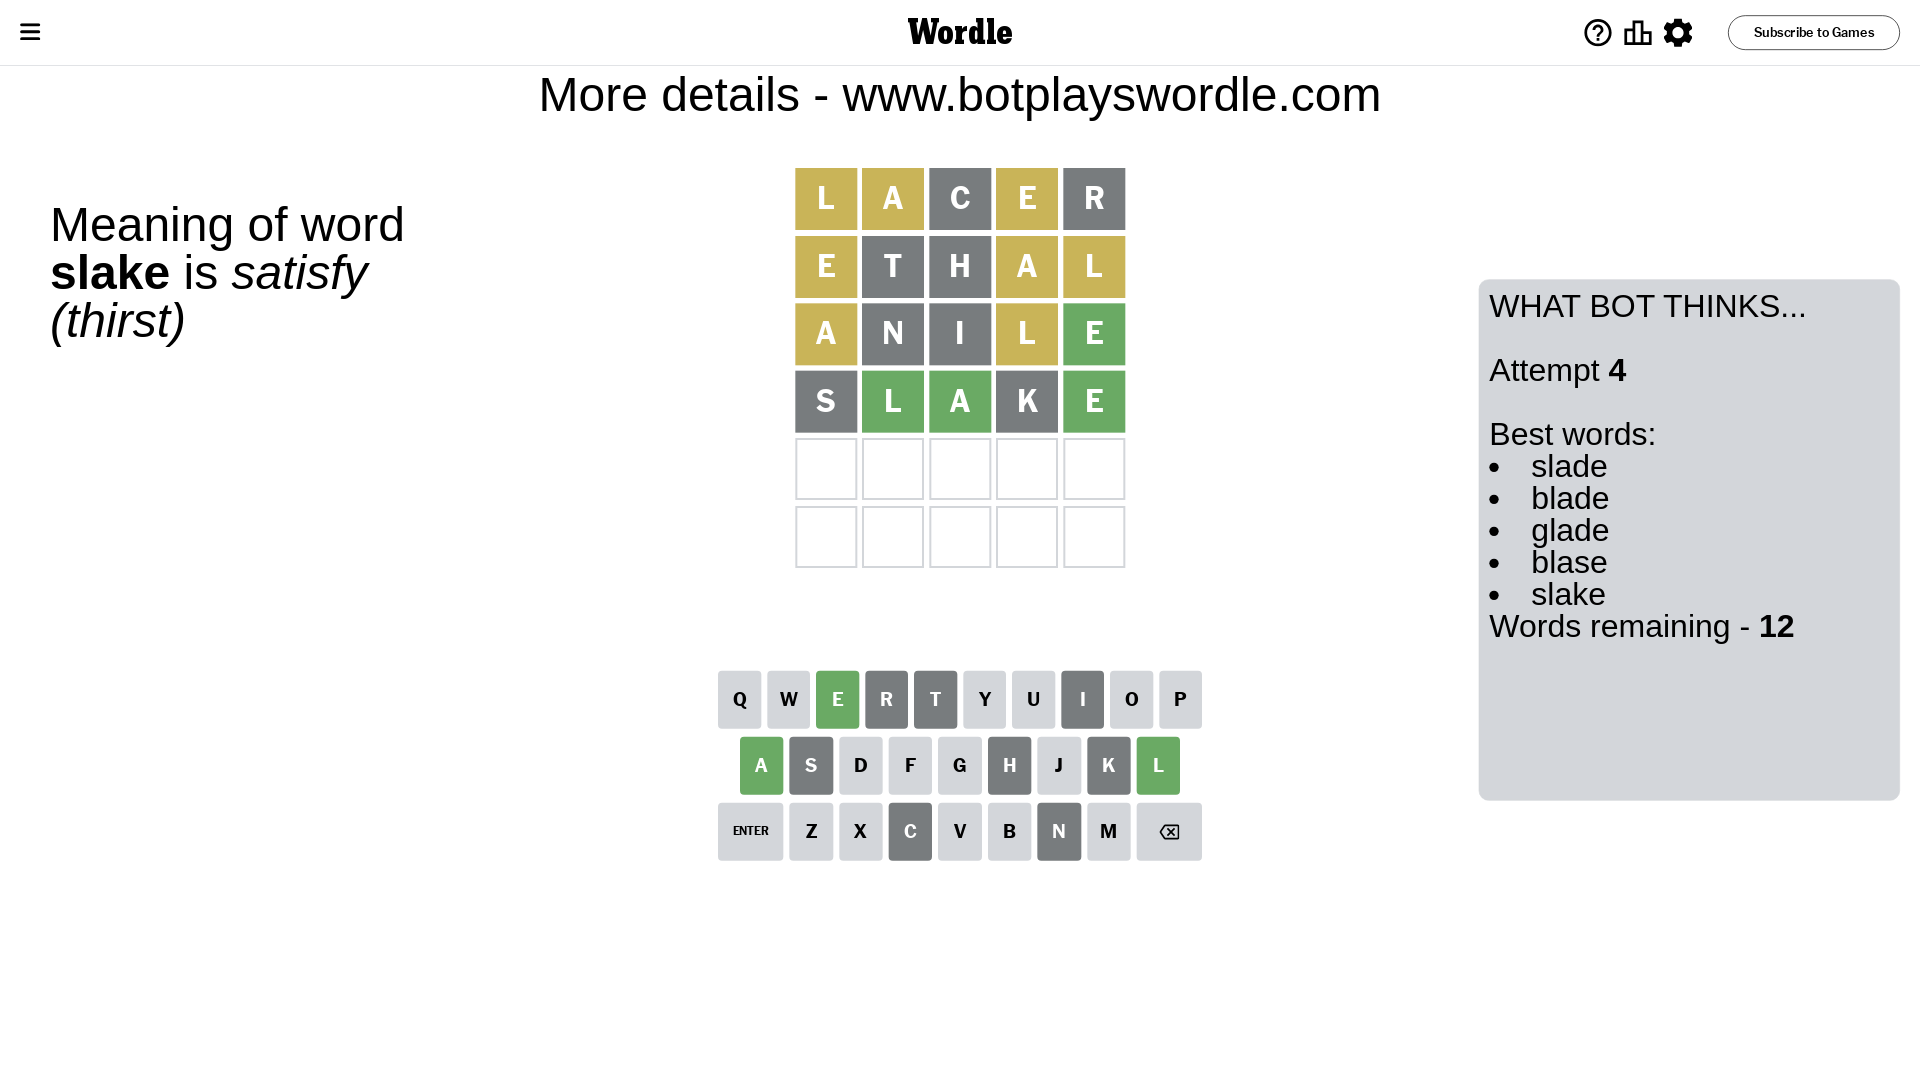 Wordle
Subscribe to Games
More details - www.botplayswordle.com
Meaning of word
slake is satisfy
(thirst)
L A C E R
E T H A L
A N I L E
S L A K E
WHAT BOT THINKS...
Attempt 4
Best words:
• slade
• blade
• glade
• blase
• slake
Words remaining - 12
Q W E R T Y U I O P
A S D F G H J K L
ENTER Z X C V B N M